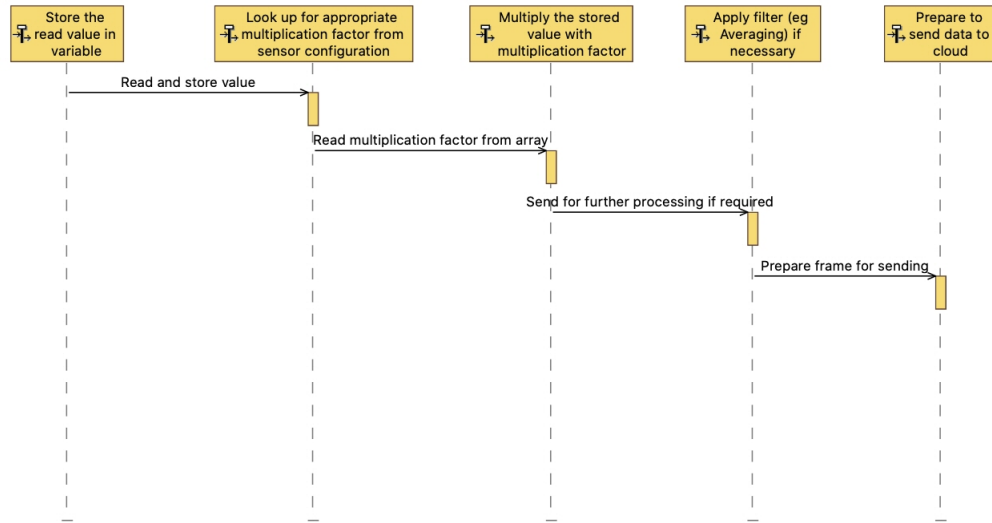 Store the
read value in
variable
Look up for appropriate
multiplication factor from
sensor configuration
Multiply the stored
value with
multiplication factor
Apply filter (eg
Averaging) if
necessary
Prepare to
send data to
cloud
Read and store value
Read multiplication factor from array
Send for further processing if required
Prepare frame for sending